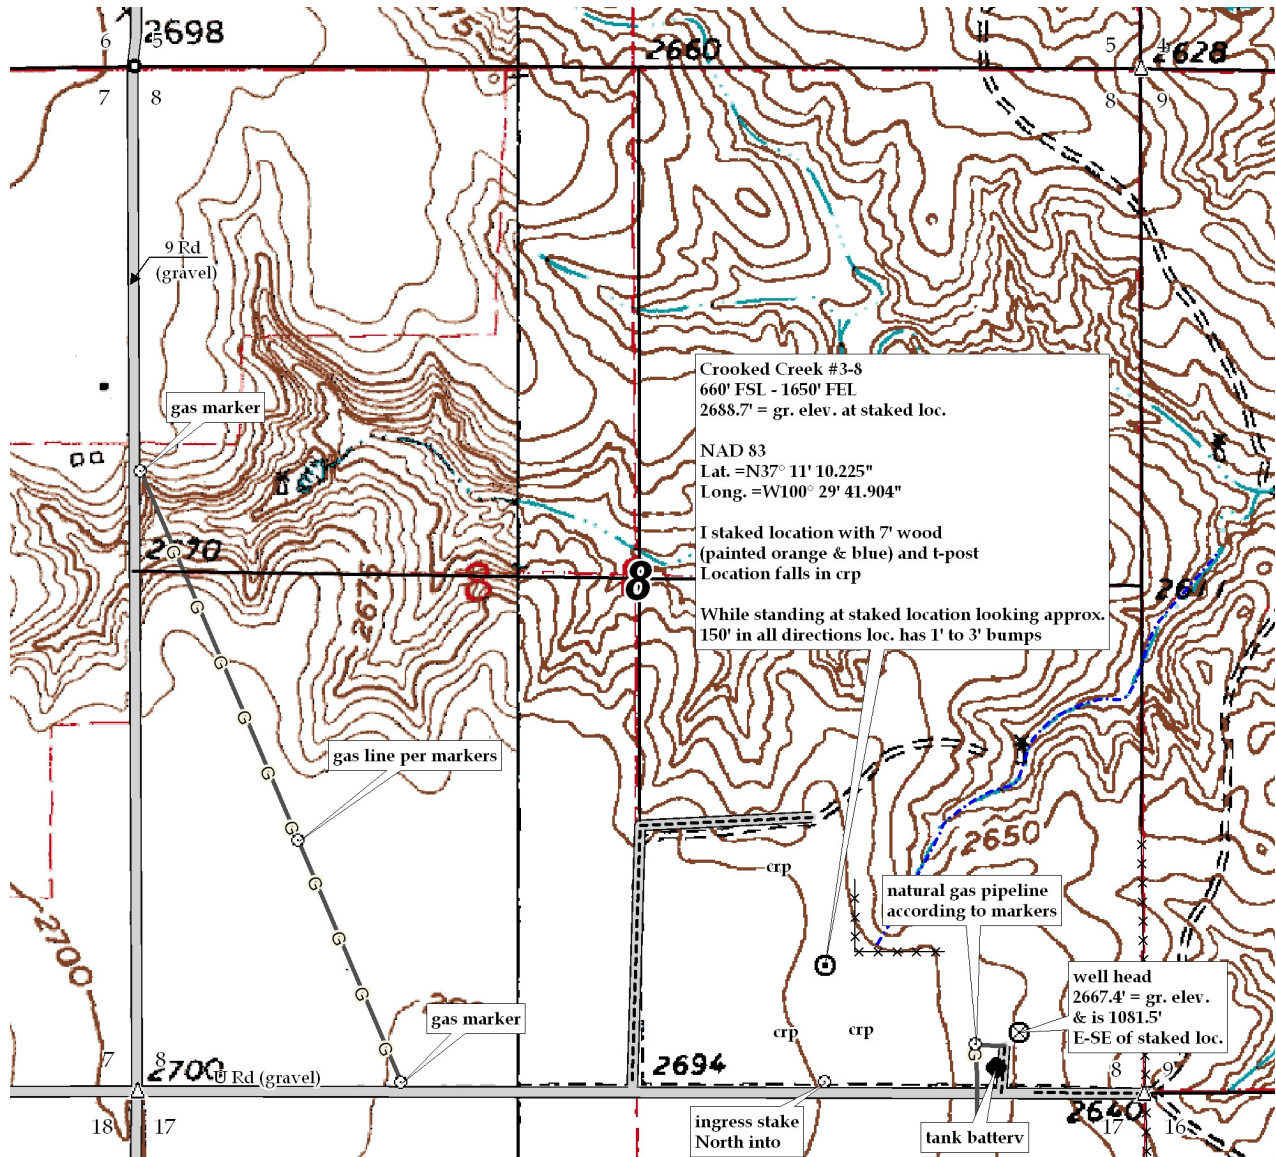 2698
2660
2628
6 5
5 4
7 8
8 9
9 Rd
(gravel)
gas marker
Crooked Creek #3-8
660' FSL - 1650' FEL
2688.7' = gr. elev. at staked loc.
NAD 83
Lat. =N37° 11' 10.225"
Long. =W100° 29' 41.904"
I staked location with 7' wood
(painted orange & blue) and t-post
Location falls in crp
While standing at staked location looking approx.
150' in all directions loc. has 1' to 3' bumps
2670
2675
8
8
gas line per markers
2650
crp
natural gas pipeline
according to markers
2700
well head
2667.4' = gr. elev.
& is 1081.5'
E-SE of staked loc.
gas marker
crp
crp
7 8
2700
U Rd (gravel)
2694
8 9
2640
18 17
17 16
ingress stake
North into
tank battery